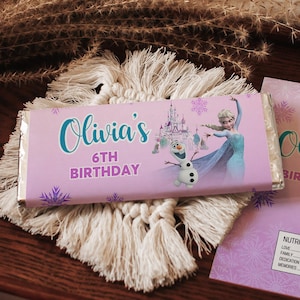 Olivia's
6TH
BIRTHDAY
NUTRI
LOVE
FAMILY
DEDICATION
MEMORIES